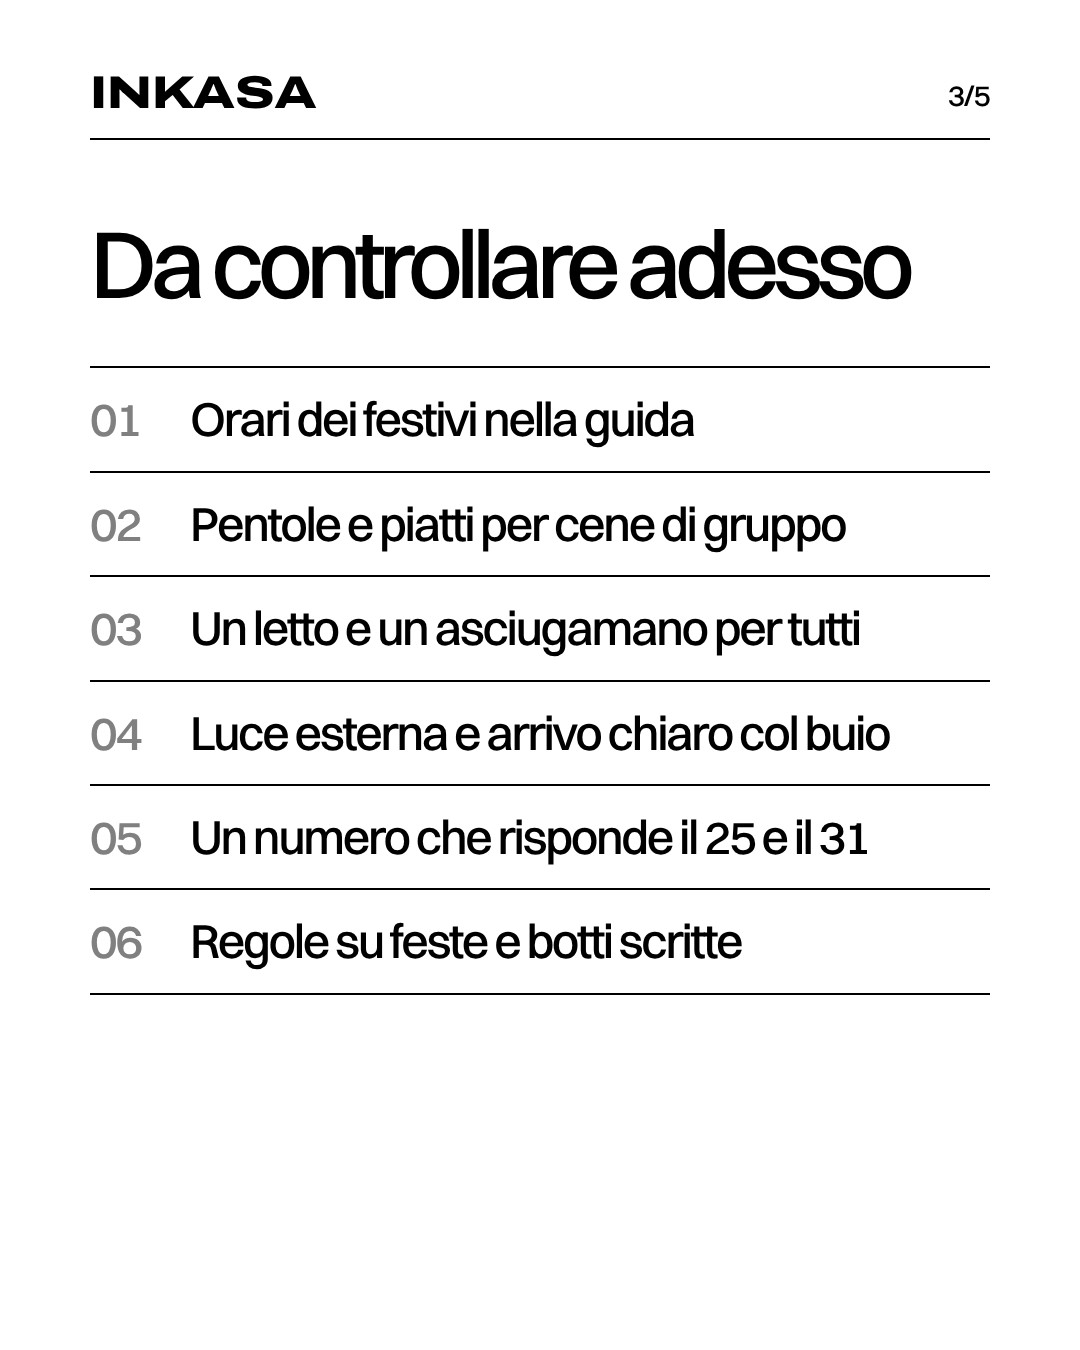 INKASA
3/5
Da controllare adesso
01 Orari dei festivi nella guida
02 Pentole e piatti per cene di gruppo
03 Un letto e un asciugamano per tutti
04 Luce esterna e arrivo chiaro col buio
05 Un numero che risponde il 25 e il 31
06 Regole su feste e botti scritte